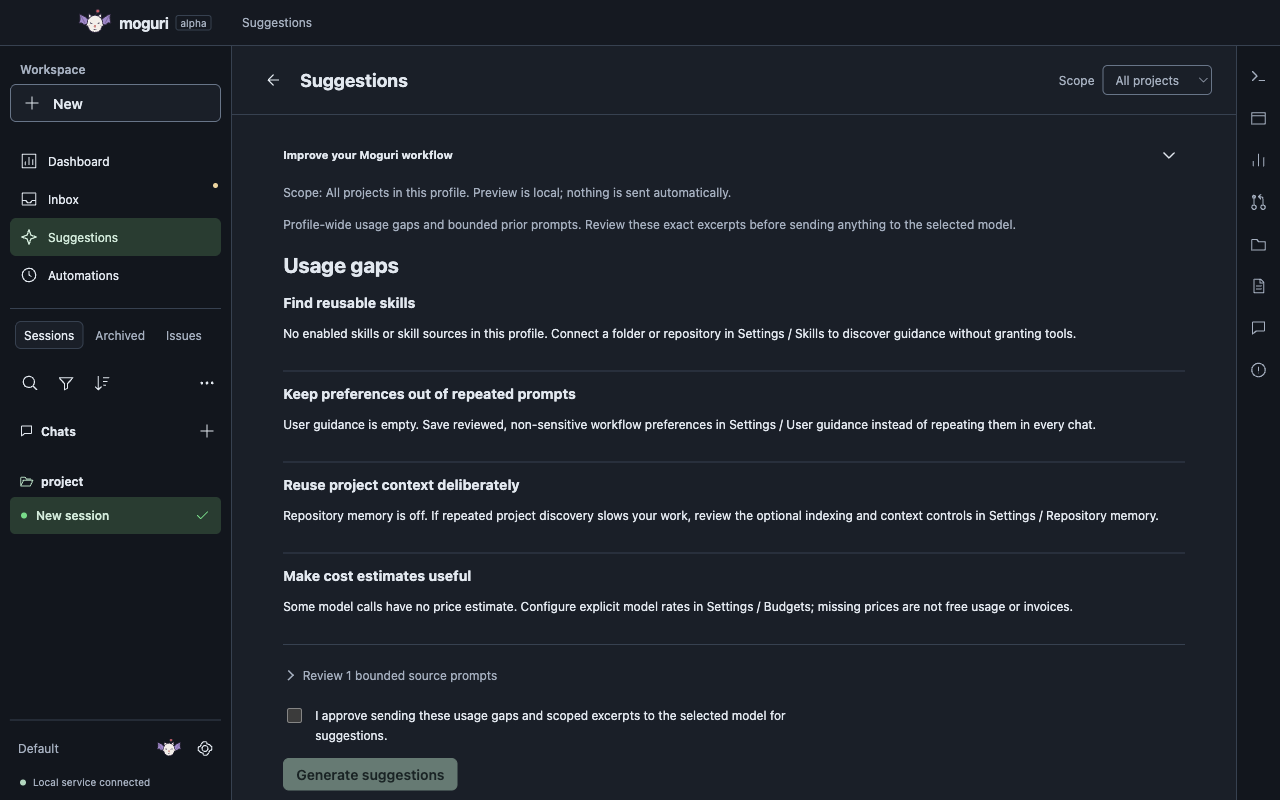 moguri alpha Suggestions
Workspace
New
Dashboard
Inbox
Suggestions
Automations
Sessions Archived Issues
Chats
project
New session
Default
Local service connected
Suggestions
Scope All projects
Improve your Moguri workflow
Scope: All projects in this profile. Preview is local; nothing is sent automatically.
Profile-wide usage gaps and bounded prior prompts. Review these exact excerpts before sending anything to the selected model.
Usage gaps
Find reusable skills
No enabled skills or skill sources in this profile. Connect a folder or repository in Settings / Skills to discover guidance without granting tools.
Keep preferences out of repeated prompts
User guidance is empty. Save reviewed, non-sensitive workflow preferences in Settings / User guidance instead of repeating them in every chat.
Reuse project context deliberately
Repository memory is off. If repeated project discovery slows your work, review the optional indexing and context controls in Settings / Repository memory.
Make cost estimates useful
Some model calls have no price estimate. Configure explicit model rates in Settings / Budgets; missing prices are not free usage or invoices.
Review 1 bounded source prompts
I approve sending these usage gaps and scoped excerpts to the selected model for
suggestions.
Generate suggestions